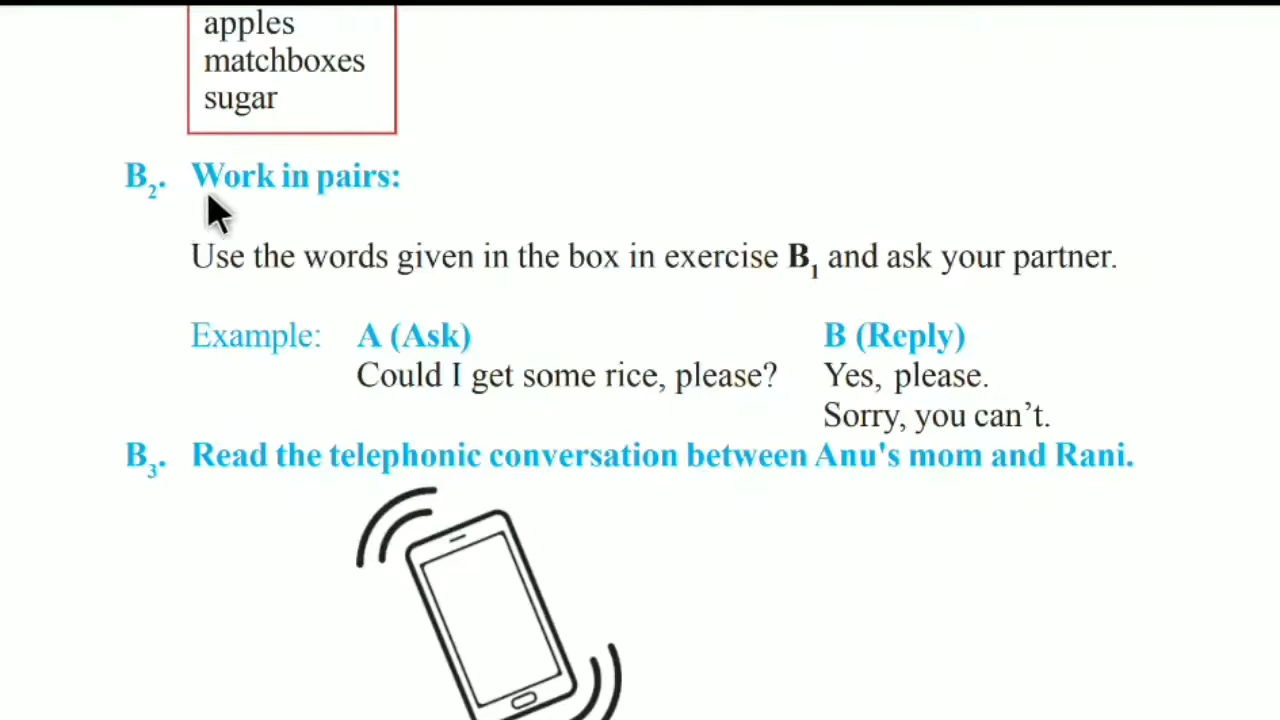 apples
matchboxes
sugar
B2. Work in pairs:
Use the words given in the box in exercise B1 and ask your partner.
Example: A (Ask) B (Reply)
Could I get some rice, please? Yes, please.
Sorry, you can't.
B3. Read the telephonic conversation between Anu's mom and Rani.